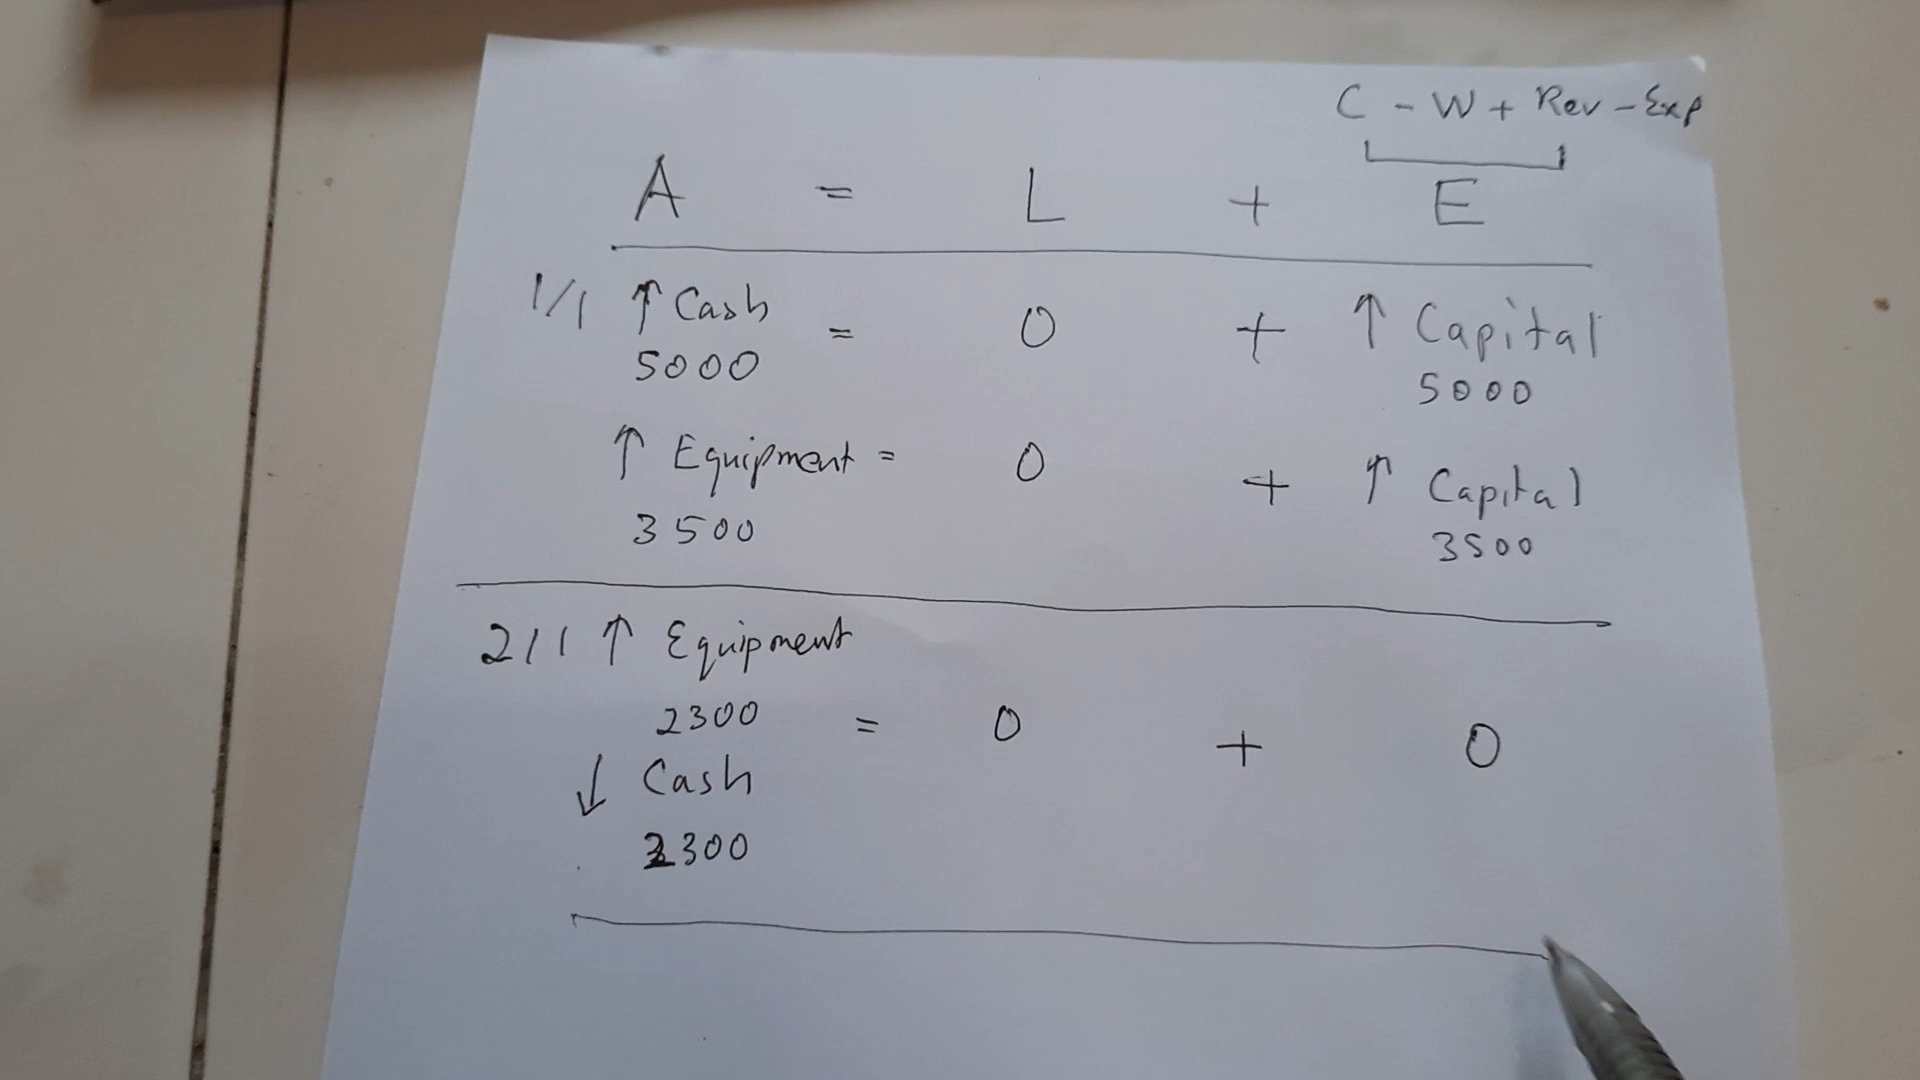 C - W + Rev - Exp
A = L + E
1/1 ↑ Cash = 0 + ↑ Capital
5000 5000
↑ Equipment = 0 + ↑ Capital
3500 3500
2/1 ↑ Equipment
2300 = 0 + 0
↓ Cash
2300